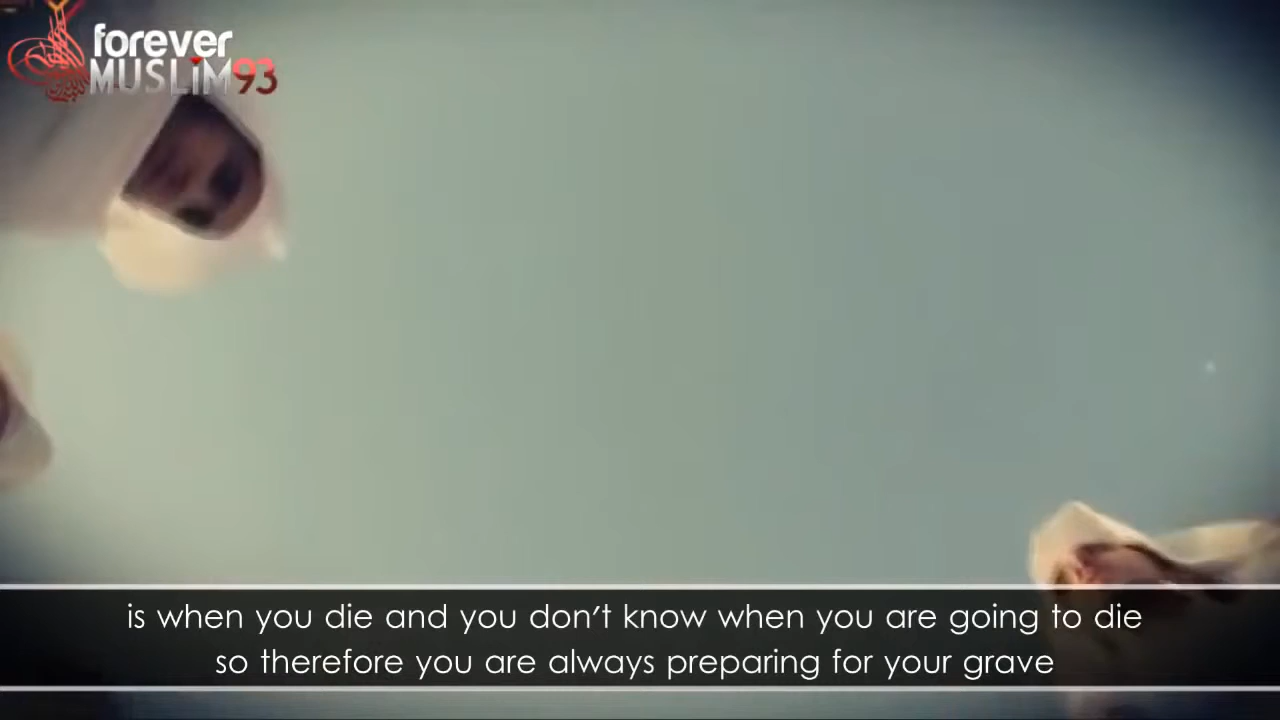 forever
MUSLiM93
is when you die and you don't know when you are going to die
so therefore you are always preparing for your grave